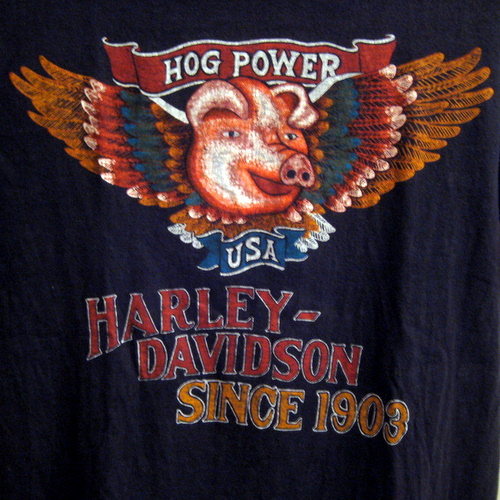 HOG POWER
USA
HARLEY-
DAVIDSON
SINCE 1903